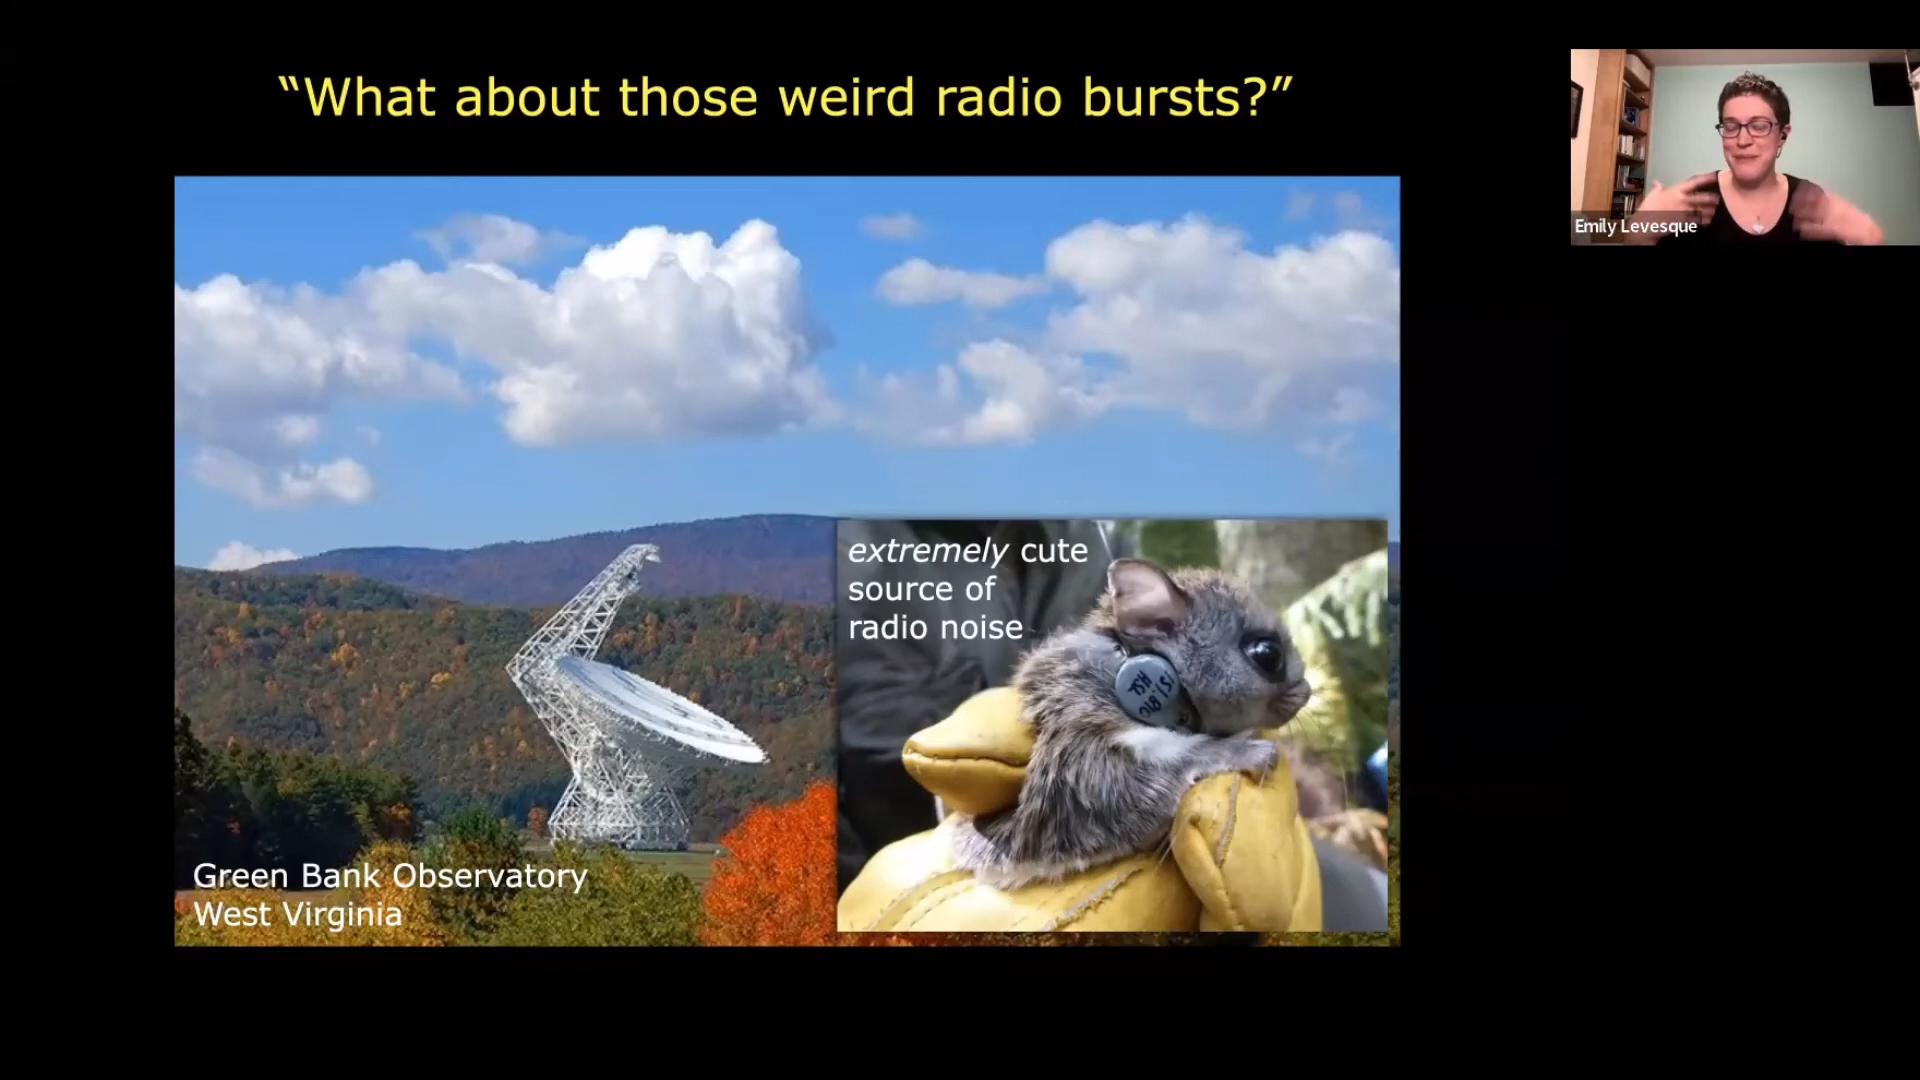 “What about those weird radio bursts?”
Emily Levesque
extremely cute
source of
radio noise
Green Bank Observatory
West Virginia